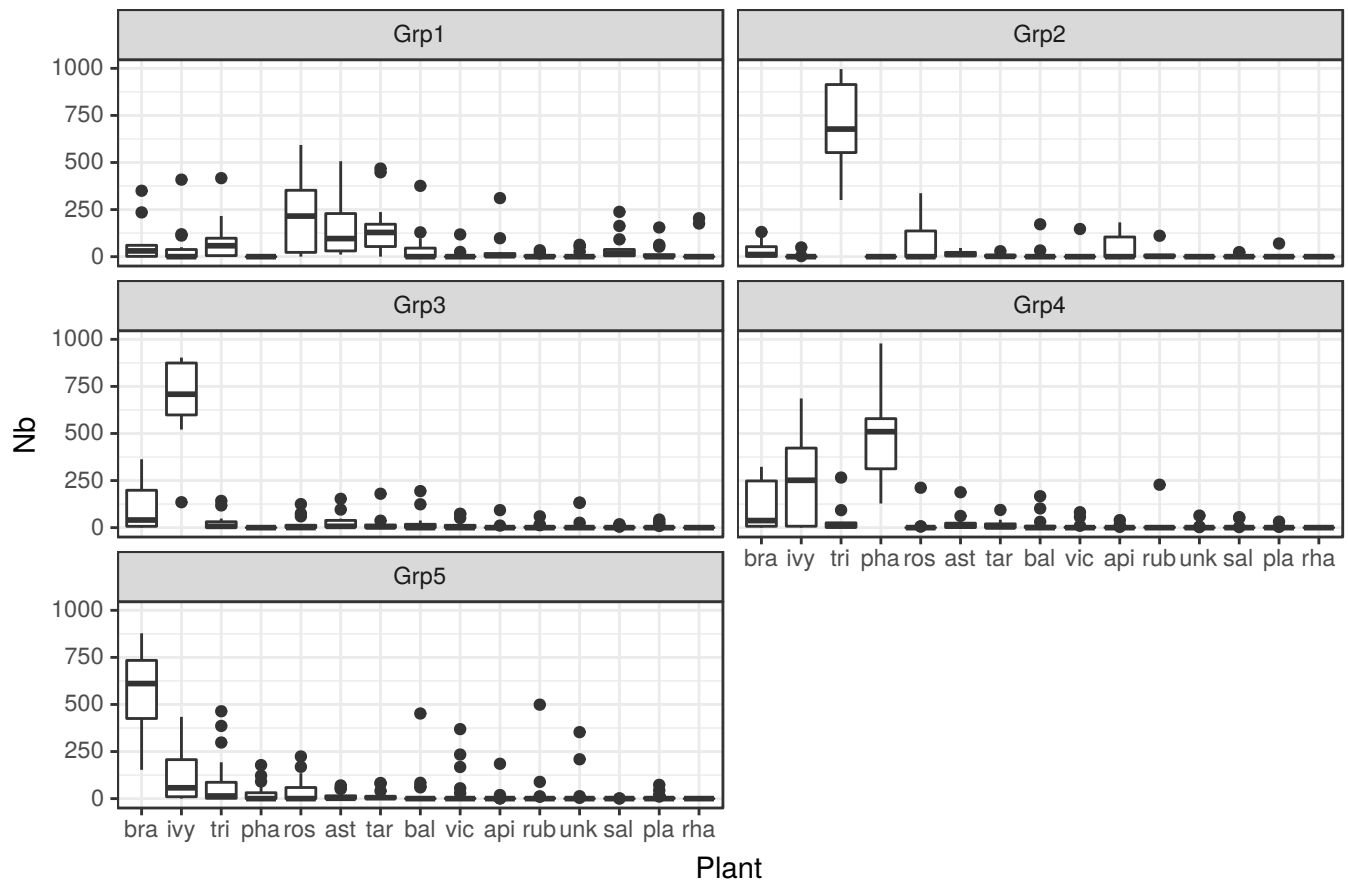 Grp1
Grp2
1000
750
500
250
0
Grp3
Grp4
1000
750
500
250
0
bra ivy tri pha ros ast tar bal vic api rub unk sal pla rha
Grp5
1000
750
500
250
0
bra ivy tri pha ros ast tar bal vic api rub unk sal pla rha
Nb
Plant